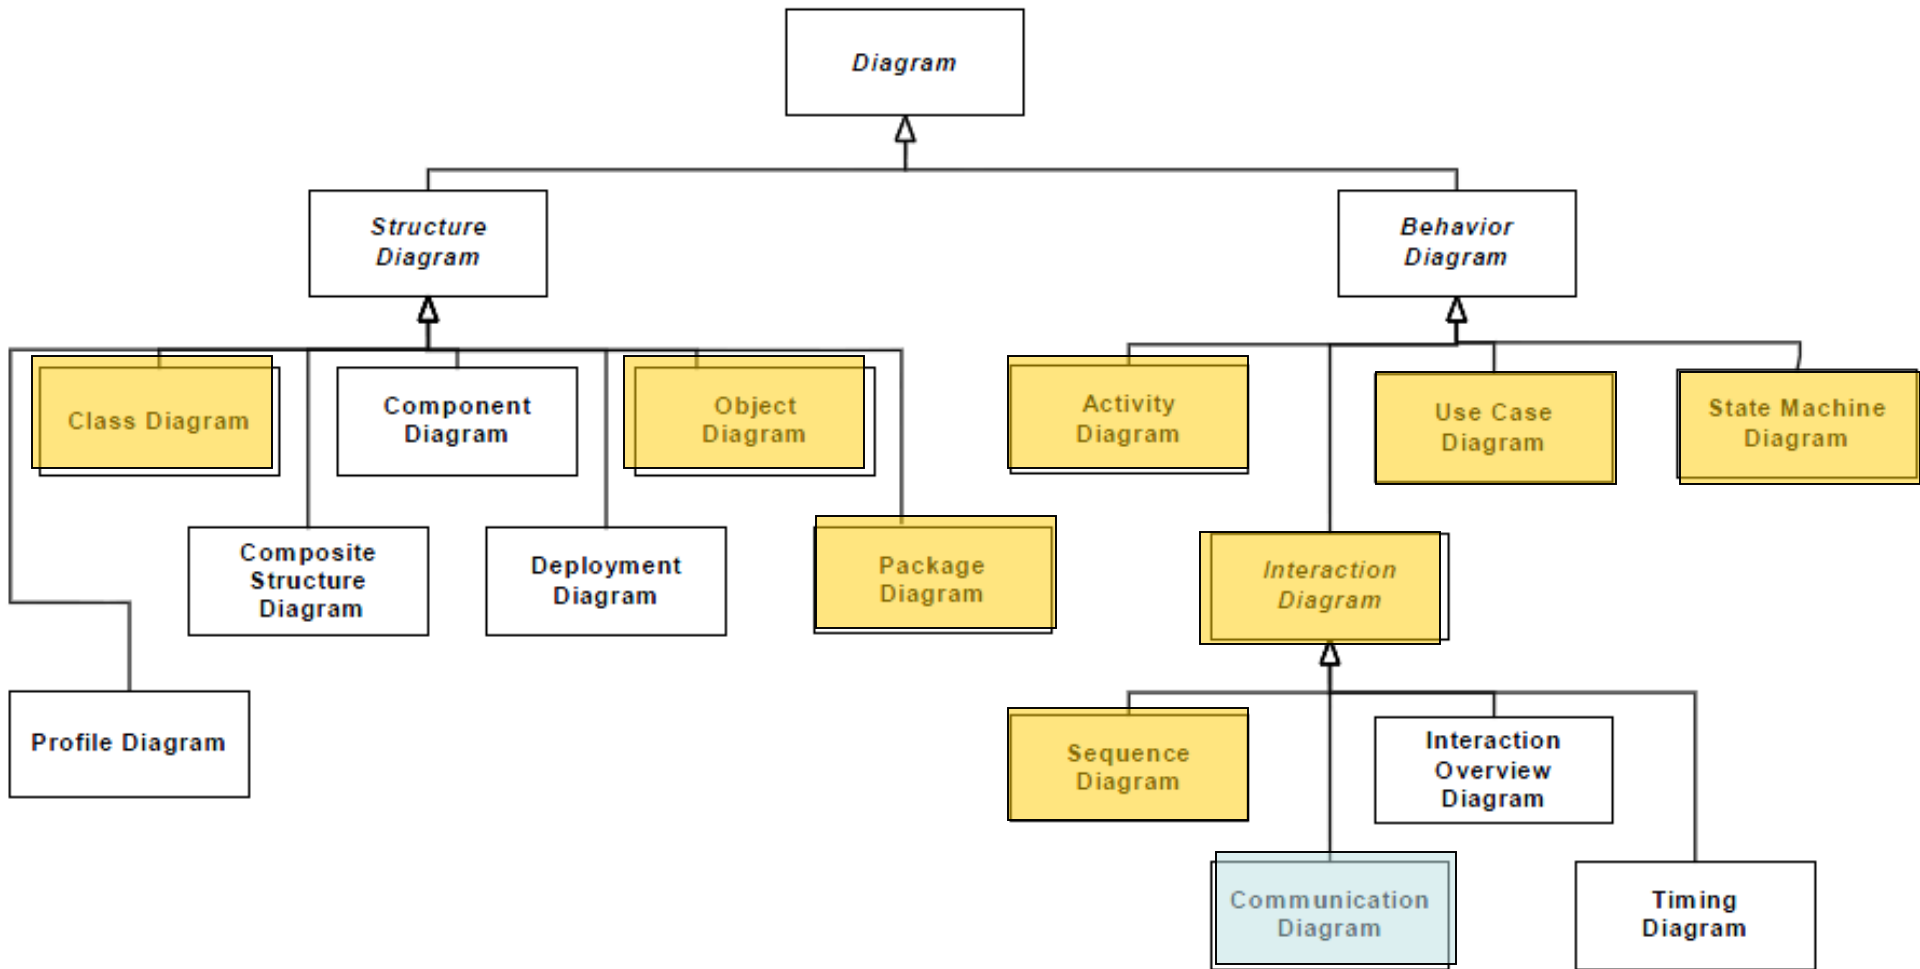 Diagram
Structure
Diagram
Behavior
Diagram
Class Diagram
Component
Diagram
Object
Diagram
Activity
Diagram
Use Case
Diagram
State Machine
Diagram
Composite
Structure
Diagram
Deployment
Diagram
Package
Diagram
Interaction
Diagram
Profile Diagram
Sequence
Diagram
Interaction
Overview
Diagram
Communication
Diagram
Timing
Diagram